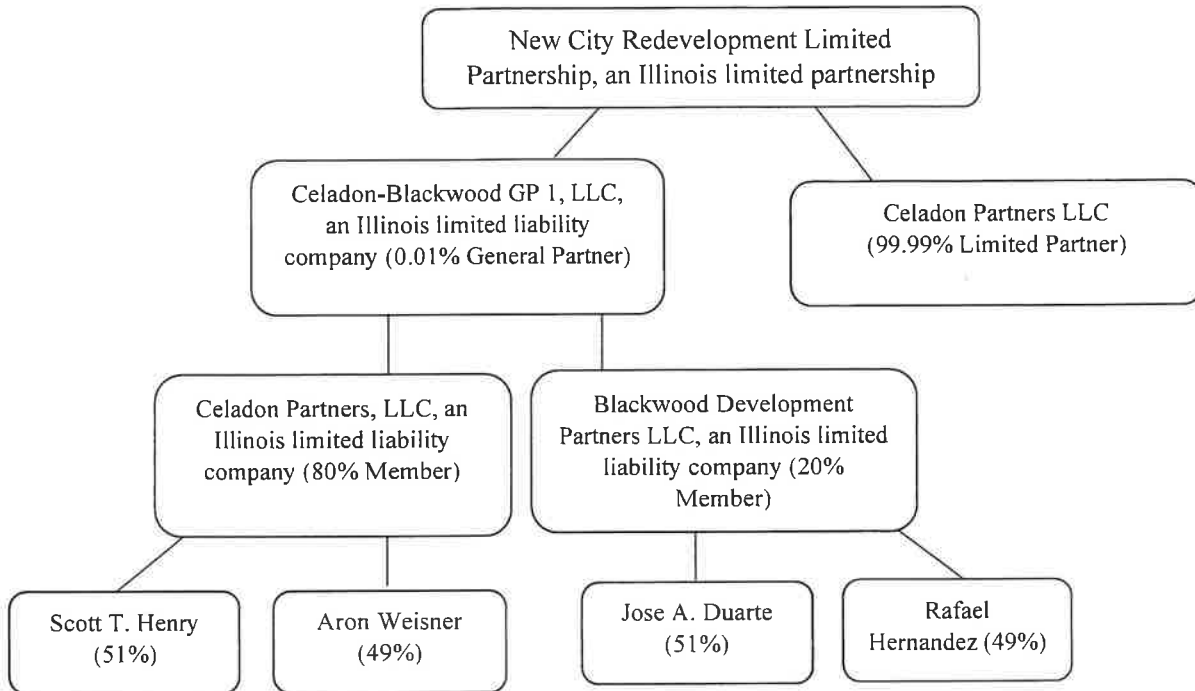 New City Redevelopment Limited
Partnership, an Illinois limited partnership
Celadon-Blackwood GP 1, LLC,
an Illinois limited liability
company (0.01% General Partner)
Celadon Partners LLC
(99.99% Limited Partner)
Celadon Partners, LLC, an
Illinois limited liability
company (80% Member)
Blackwood Development
Partners LLC, an Illinois limited
liability company (20%
Member)
Scott T. Henry
(51%)
Aron Weisner
(49%)
Jose A. Duarte
(51%)
Rafael
Hernandez (49%)